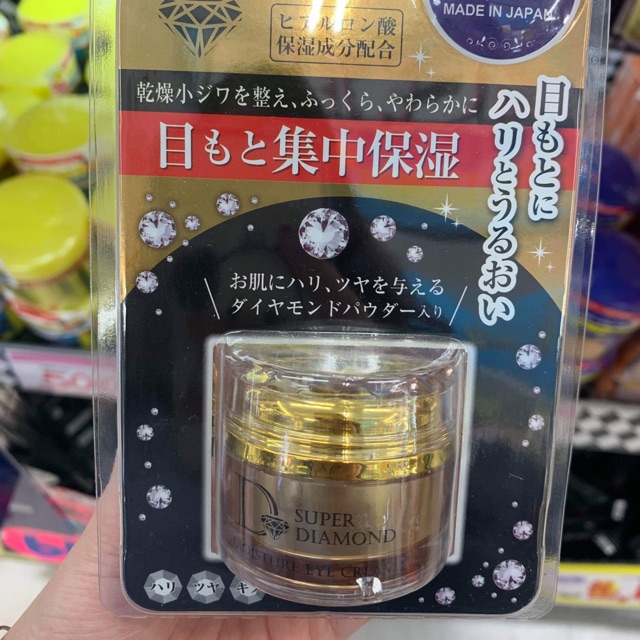 MADE IN JAPAN
ヒアルロン酸
保湿成分配合
乾燥小ジワを整え、ふっくら、やわらかに
目もと集中保湿
目もとに
ハリとうるおい
お肌にハリ、ツヤを与える
ダイヤモンドパウダー入り
D
SUPER
DIAMOND
EYE CREAM
ハリ ツヤ